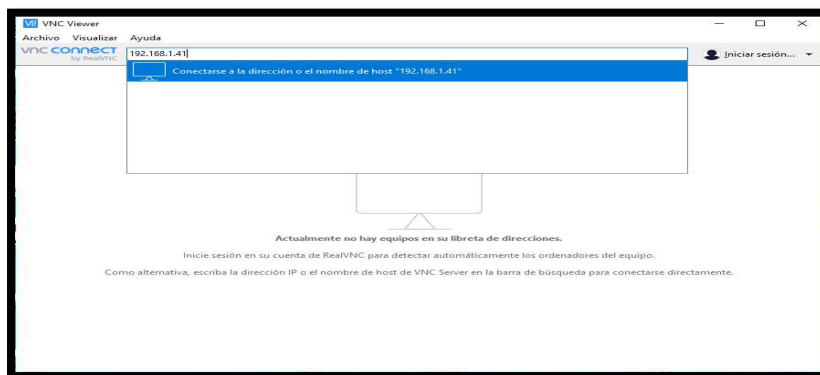 VNC Viewer
Archivo Visualizar Ayuda
vnc connect
by RealVNC
192.168.1.41
Iniciar sesión...
Conectarse a la dirección o el nombre de host "192.168.1.41"
Actualmente no hay equipos en su libreta de direcciones.
Inicie sesión en su cuenta de RealVNC para detectar automáticamente los ordenadores del equipo.
Como alternativa, escriba la dirección IP o el nombre de host de VNC Server en la barra de búsqueda para conectarse directamente.